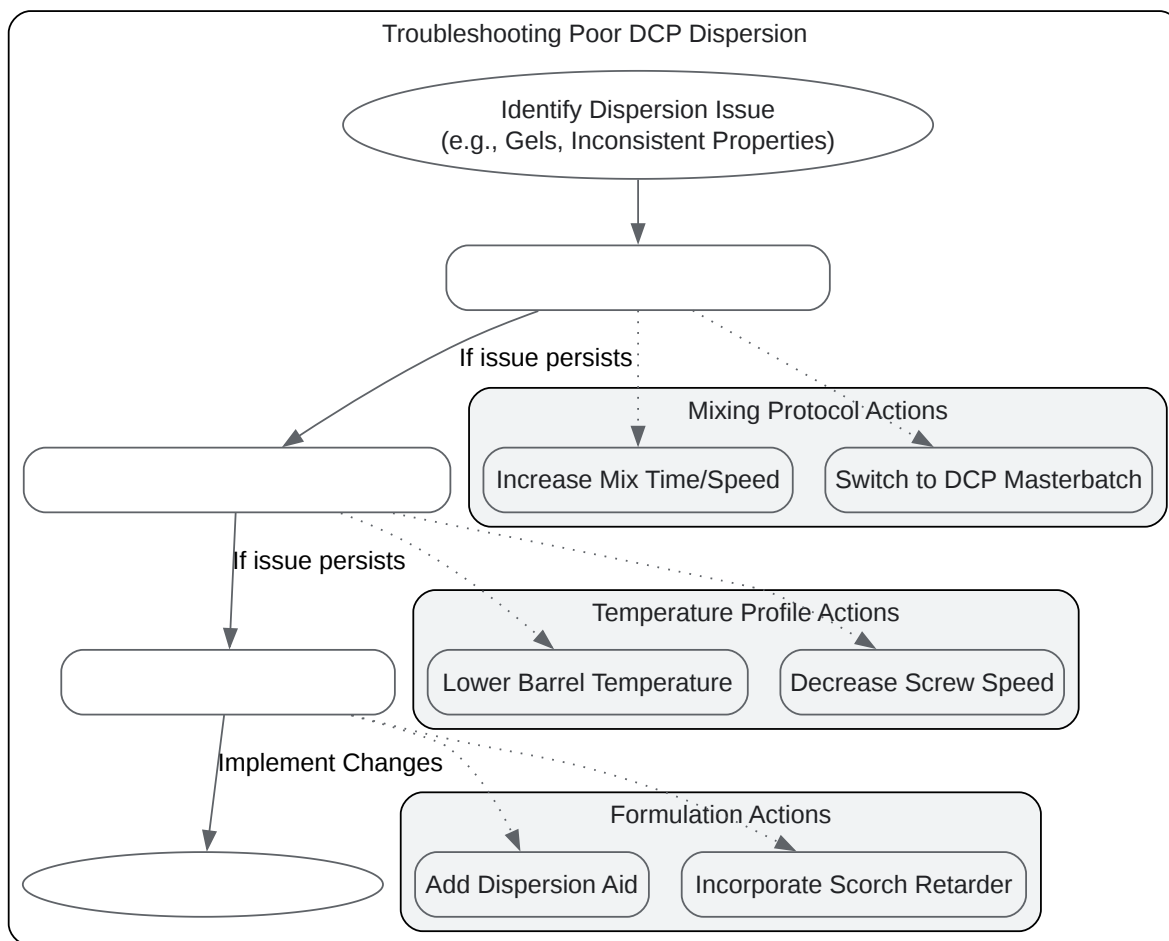 Troubleshooting Poor DCP Dispersion
Identify Dispersion Issue
(e.g., Gels, Inconsistent Properties)
If issue persists
Mixing Protocol Actions
Increase Mix Time/Speed
Switch to DCP Masterbatch
If issue persists
Temperature Profile Actions
Lower Barrel Temperature
Decrease Screw Speed
Implement Changes
Formulation Actions
Add Dispersion Aid
Incorporate Scorch Retarder